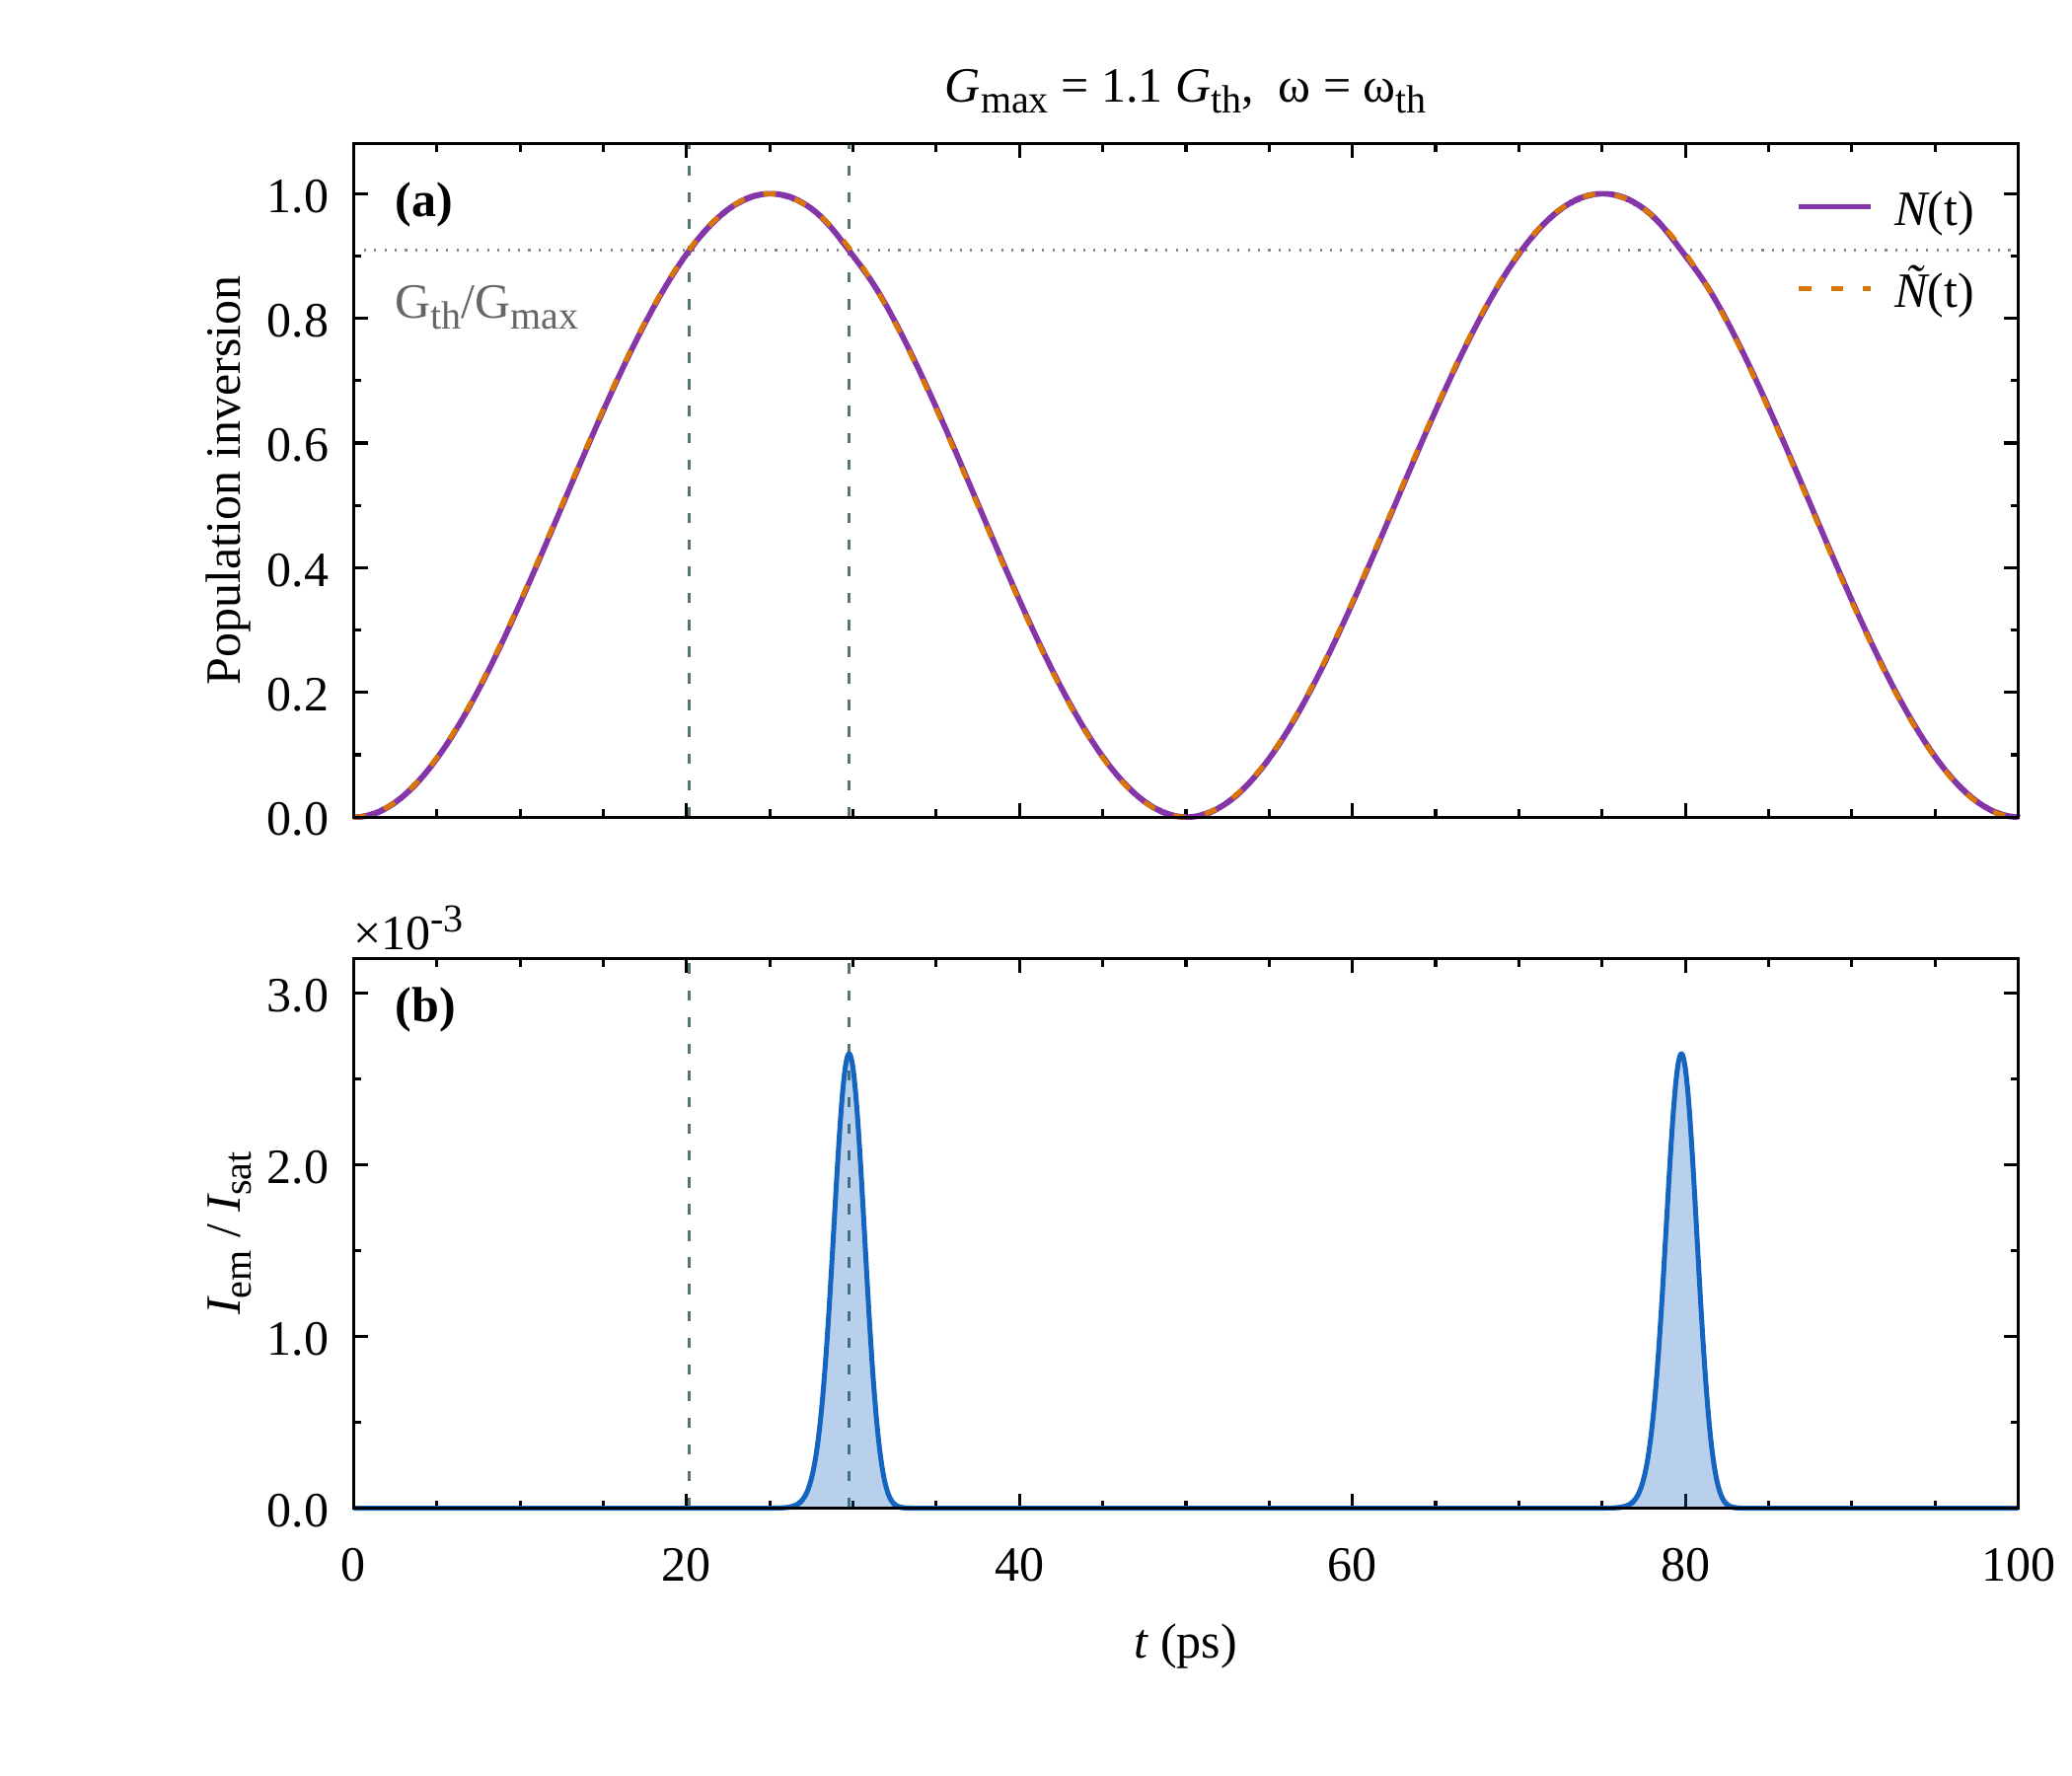 G_max = 1.1 G_th, ω = ω_th
(a)
N(t)
Ñ(t)
G_th/G_max
Population inversion
1.0
0.8
0.6
0.4
0.2
0.0
×10^-3
(b)
I_em / I_sat
3.0
2.0
1.0
0.0
0 20 40 60 80 100
t (ps)